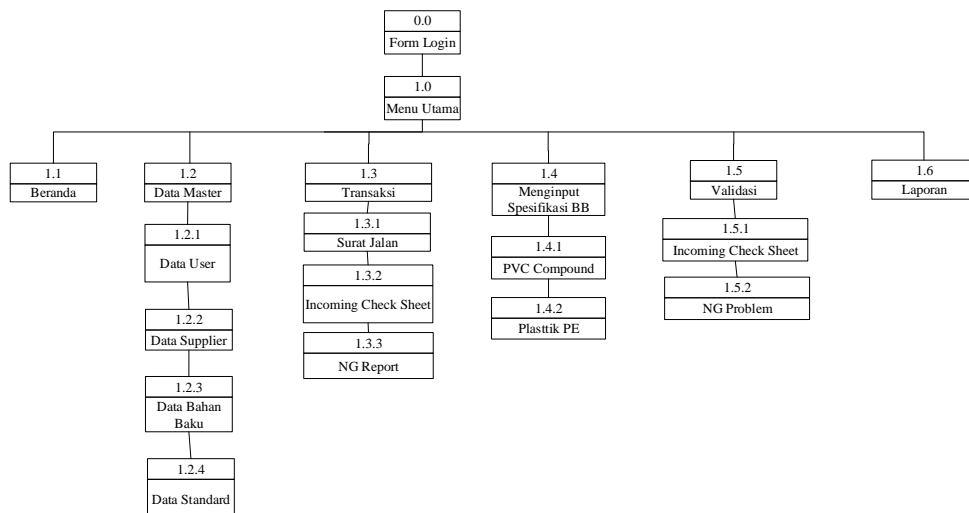 0.0
Form Login
1.0
Menu Utama
1.1
Beranda
1.2
Data Master
1.2.1
Data User
1.2.2
Data Supplier
1.2.3
Data Bahan
Baku
1.2.4
Data Standard
1.3
Transaksi
1.3.1
Surat Jalan
1.3.2
Incoming Check Sheet
1.3.3
NG Report
1.4
Menginput
Spesifikasi BB
1.4.1
PVC Compound
1.4.2
Plasttik PE
1.5
Validasi
1.5.1
Incoming Check Sheet
1.5.2
NG Problem
1.6
Laporan